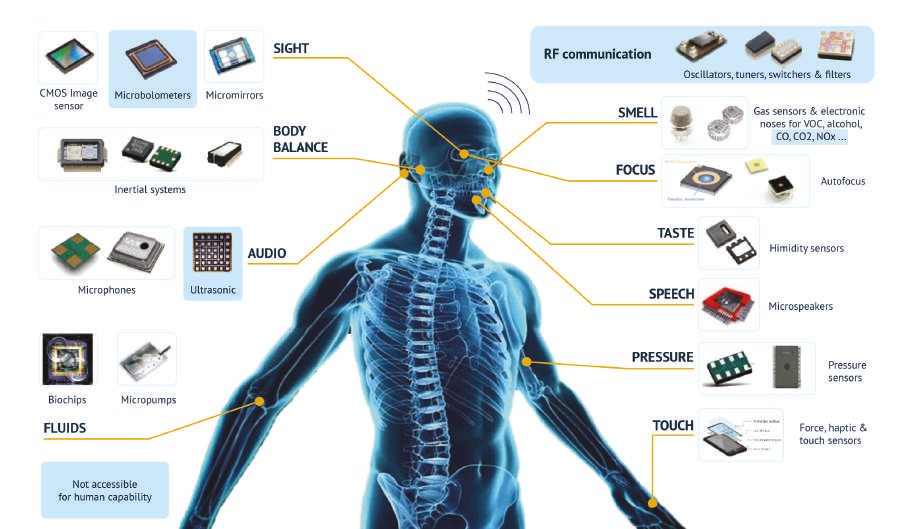 SIGHT
CMOS Image
sensor
Microbolometers
Micromirrors
BODY
BALANCE
Inertial systems
AUDIO
Microphones
Ultrasonic
Biochips
Micropumps
FLUIDS
Not accessible
for human capability
RF communication
Oscillators, tuners, switchers & filters
SMELL
Gas sensors & electronic
noses for VOC, alcohol,
CO, CO2, NOx ...
FOCUS
Autofocus
TASTE
Himidity sensors
SPEECH
Microspeakers
PRESSURE
Pressure
sensors
TOUCH
Force, haptic &
touch sensors